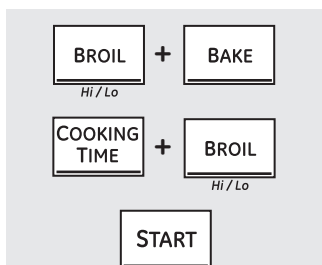 BROIL + BAKE
Hi / Lo
COOKING
TIME + BROIL
Hi / Lo
START